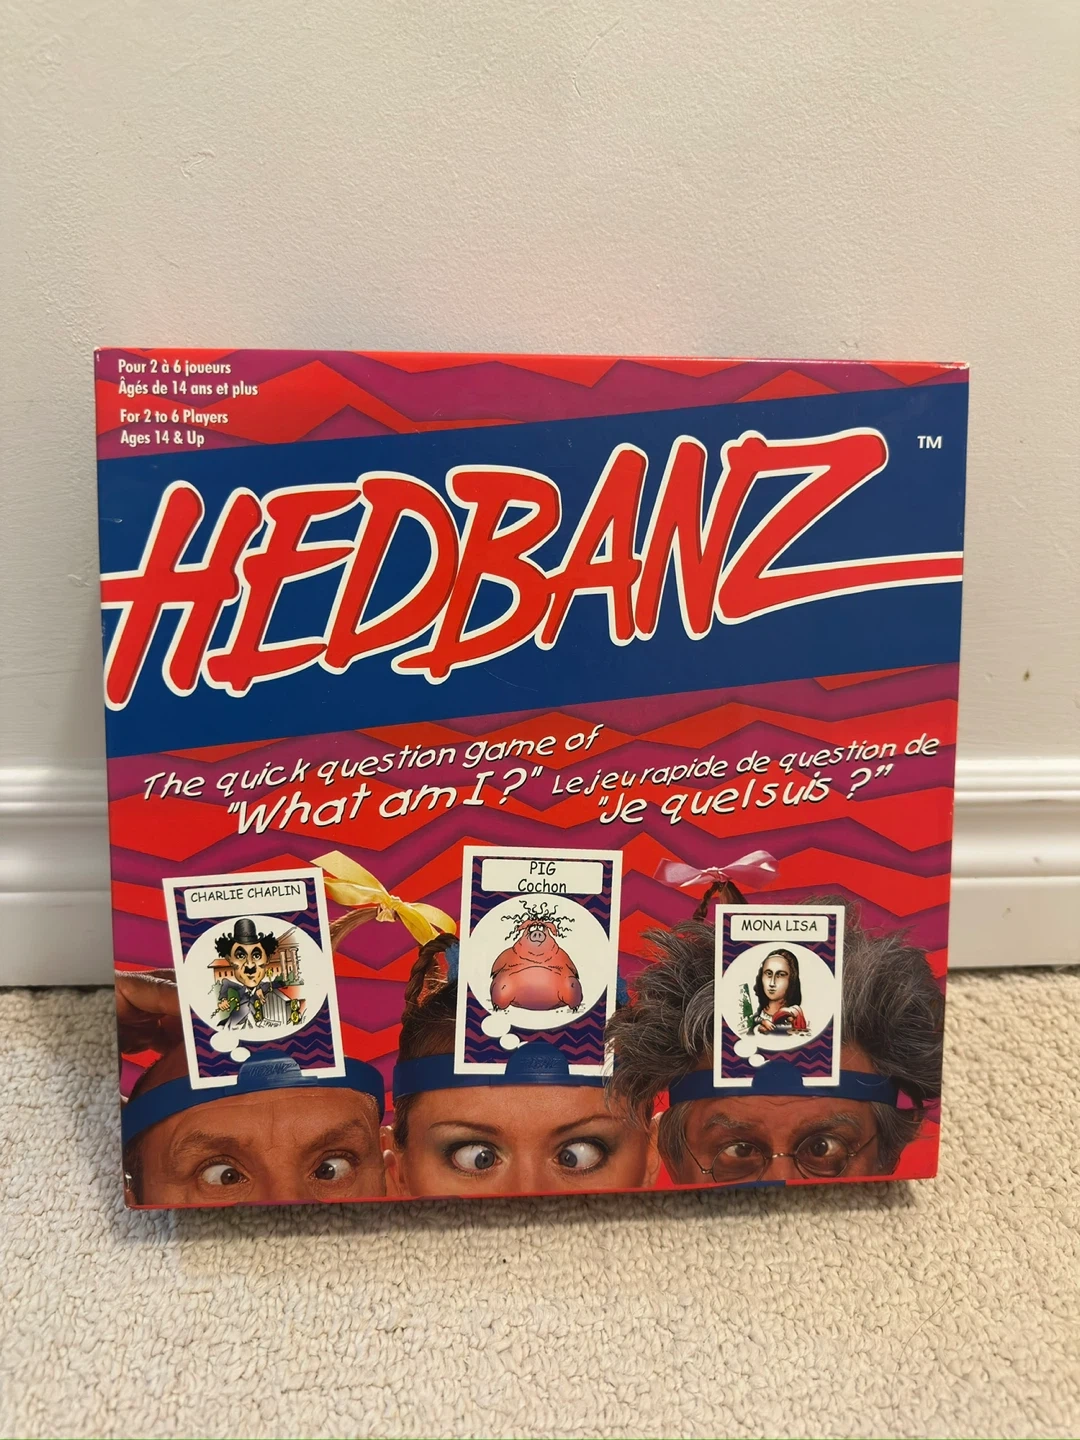 Pour 2 à 6 joueurs
Âgés de 14 ans et plus
For 2 to 6 Players
Ages 14 & Up
HEDBANZ™
The quick question game of
"What am I?"
Le jeu rapide de question de
"Je quel suis ?"
CHARLIE CHAPLIN
PIG
Cochon
MONA LISA